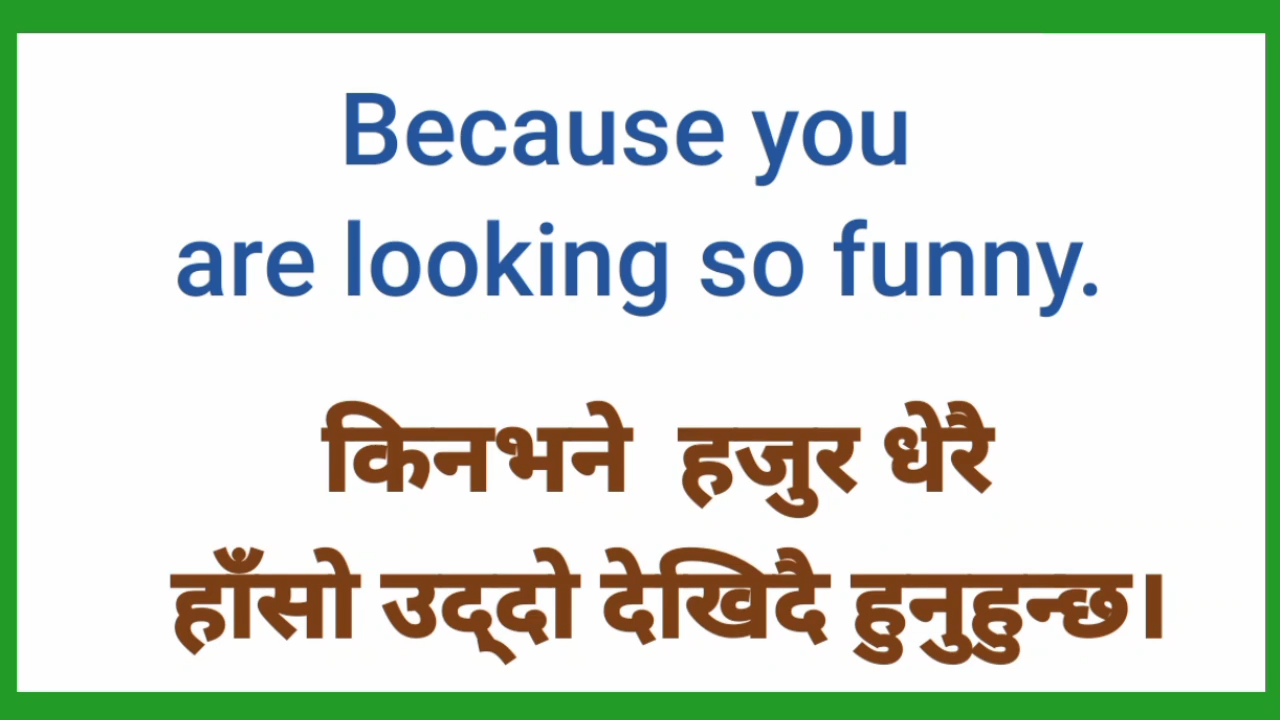 Because you
are looking so funny.
किनभने हजुर धेरै
हाँसो उद्‌दो देखिदै हुनुहुन्छ।